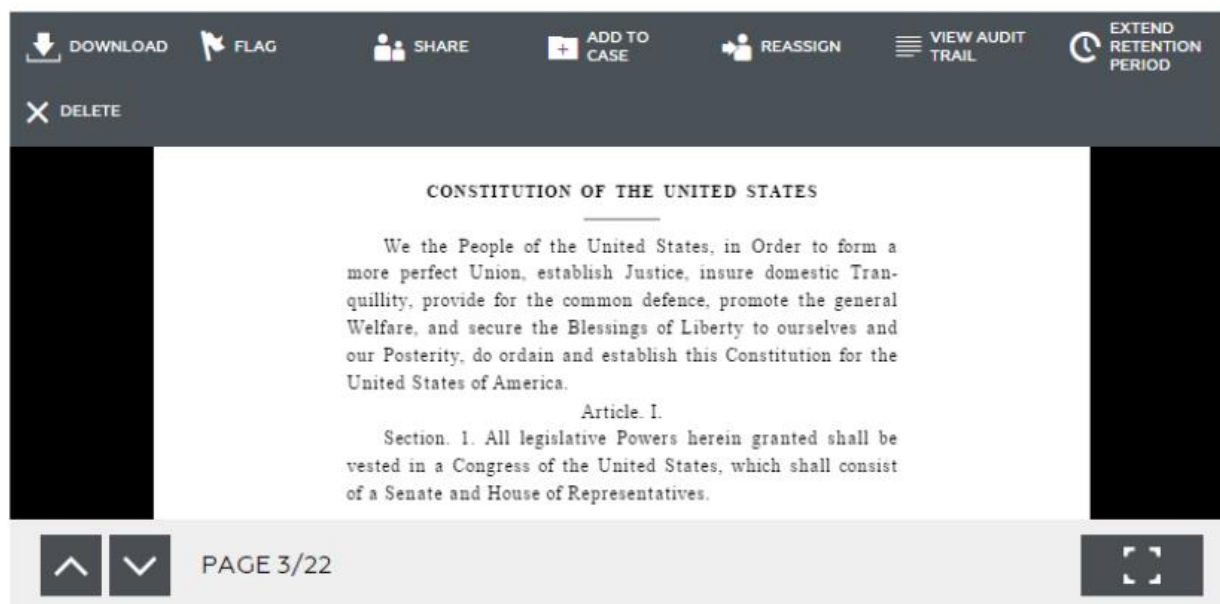 DOWNLOAD
FLAG
SHARE
ADD TO
CASE
REASSIGN
VIEW AUDIT
TRAIL
EXTEND
RETENTION
PERIOD
DELETE
CONSTITUTION OF THE UNITED STATES
We the People of the United States, in Order to form a
more perfect Union, establish Justice, insure domestic Tran-
quillity, provide for the common defence, promote the general
Welfare, and secure the Blessings of Liberty to ourselves and
our Posterity, do ordain and establish this Constitution for the
United States of America.
Article. I.
Section. 1. All legislative Powers herein granted shall be
vested in a Congress of the United States, which shall consist
of a Senate and House of Representatives.
PAGE 3/22